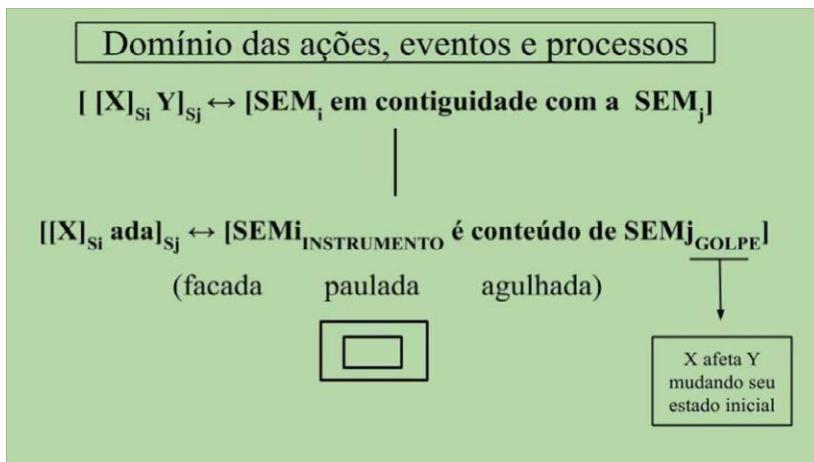 Domínio das ações, eventos e processos
[ [X]Si Y]Sj ↔ [SEMi em contiguidade com a SEMj]
[[X]Si ada]Sj ↔ [SEMiINSTRUMENTO é conteúdo de SEMjGOLPE]
(facada paulada agulhada)
X afeta Y
mudando seu
estado inicial